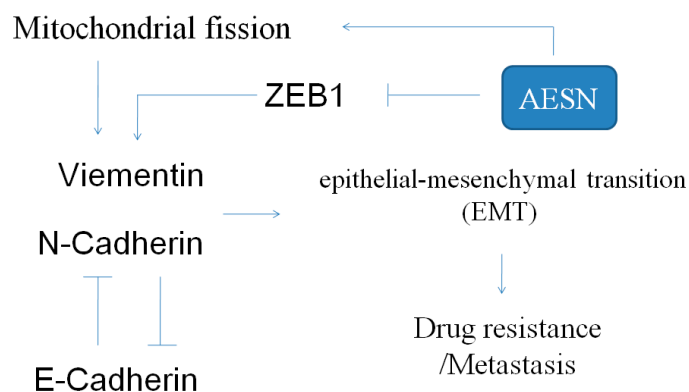 Mitochondrial fission
ZEB1
AESN
Viementin
epithelial-mesenchymal transition
(EMT)
N-Cadherin
Drug resistance
/Metastasis
E-Cadherin